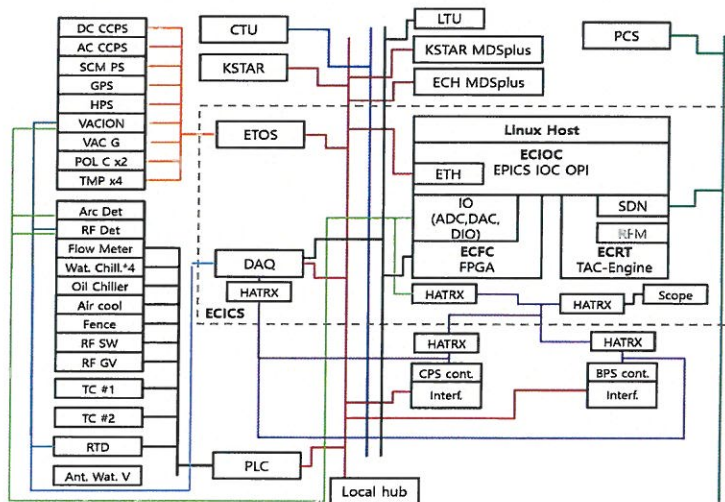 DC CCPS
AC CCPS
SCM PS
GPS
HPS
VACION
VAC G
POL C x2
TMP x4
Arc Det
RF Det
Flow Meter
Wat. Chill.*4
Oil Chiller
Air cool
Fence
RF SW
RF GV
TC #1
TC #2
RTD
Ant. Wat. V
CTU
KSTAR
ETOS
DAQ
HATRX
ECICS
PLC
LTU
KSTAR MDSplus
ECH MDSplus
PCS
Linux Host
ECIOC
EPICS IOC OPI
ETH
IO
(ADC,DAC,
DIO)
ECFC
FPGA
SDN
RFM
ECRT
TAC-Engine
HATRX
HATRX
Scope
HATRX
CPS cont.
Interf.
HATRX
BPS cont.
Interf.
Local hub